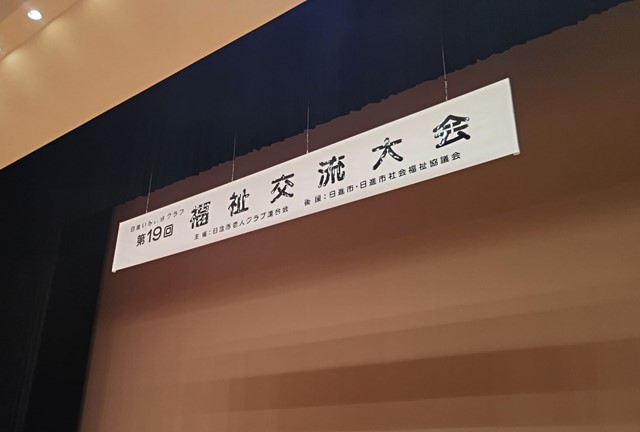 日進いきいきクラブ
第19回 福祉交流大会
主催:日進市老人クラブ連合会 後援:日進市・日進市社会福祉協議会